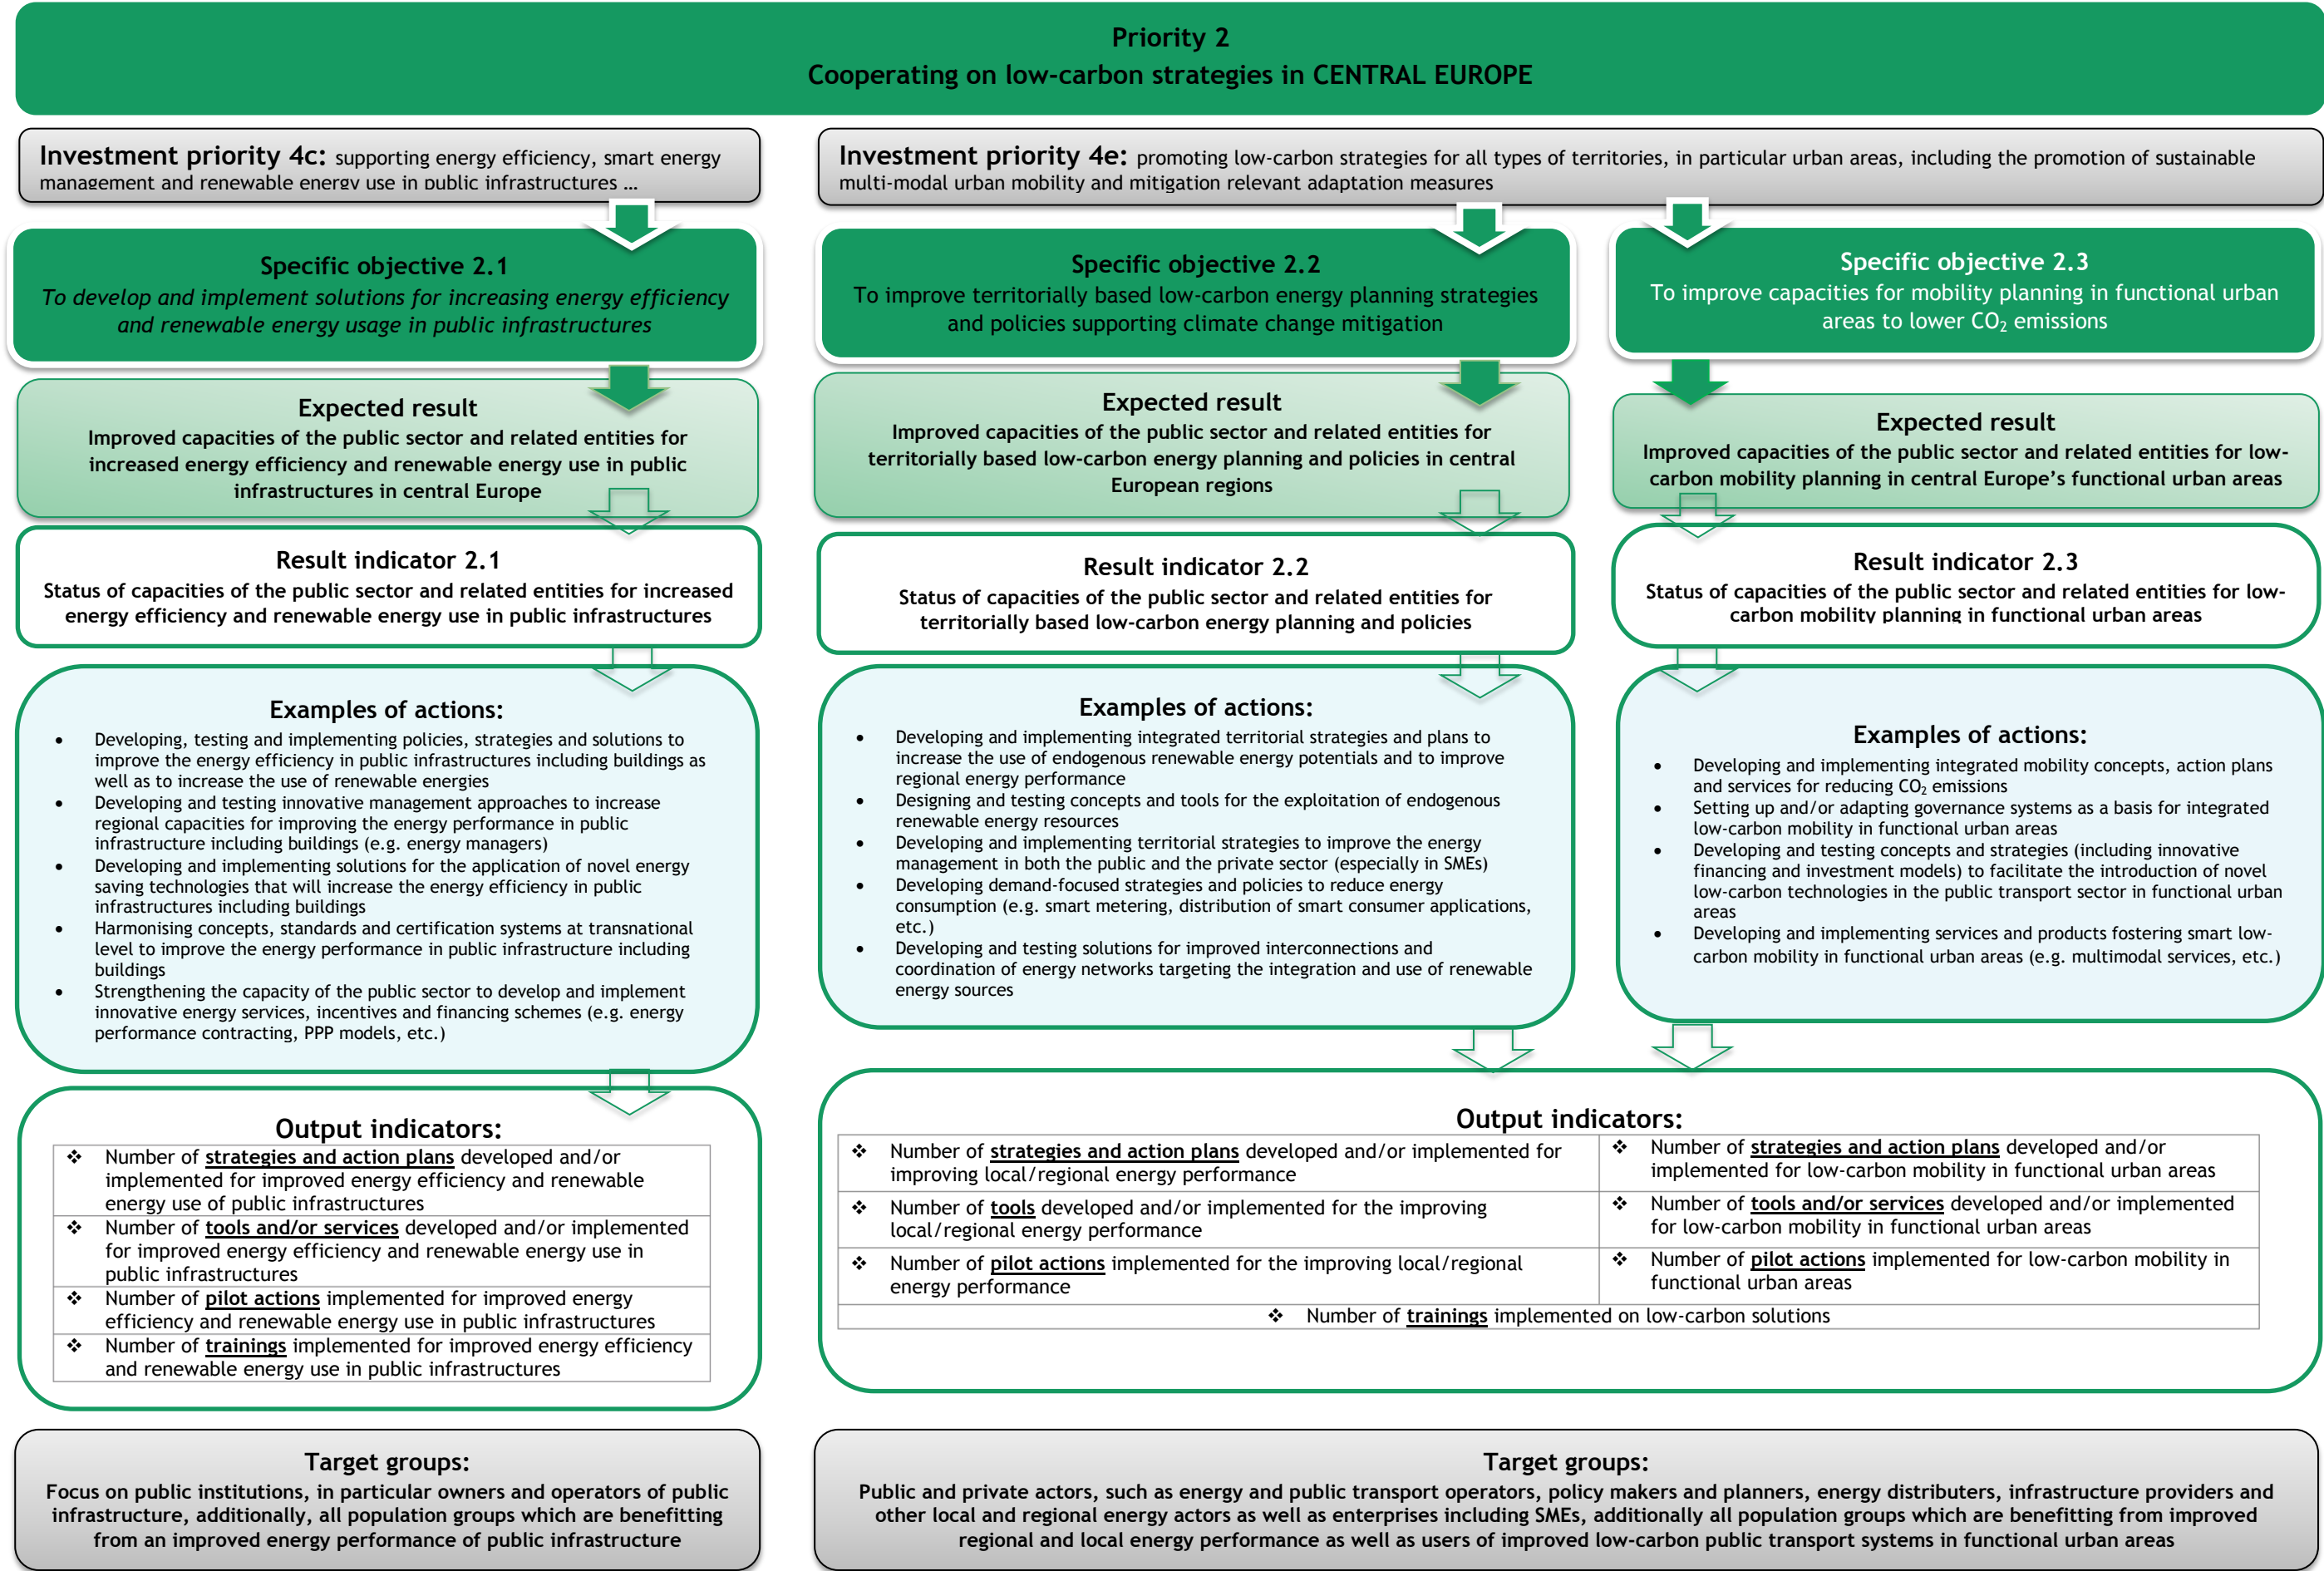 Priority 2
Cooperating on low-carbon strategies in CENTRAL EUROPE
Investment priority 4c: supporting energy efficiency, smart energy
management and renewable energy use in public infrastructures …
Investment priority 4e: promoting low-carbon strategies for all types of territories, in particular urban areas, including the promotion of sustainable
multi-modal urban mobility and mitigation relevant adaptation measures
Specific objective 2.1
To develop and implement solutions for increasing energy efficiency
and renewable energy usage in public infrastructures
Specific objective 2.2
To improve territorially based low-carbon energy planning strategies
and policies supporting climate change mitigation
Specific objective 2.3
To improve capacities for mobility planning in functional urban
areas to lower CO₂ emissions
Expected result
Improved capacities of the public sector and related entities for
increased energy efficiency and renewable energy use in public
infrastructures in central Europe
Expected result
Improved capacities of the public sector and related entities for
territorially based low-carbon energy planning and policies in central
European regions
Expected result
Improved capacities of the public sector and related entities for low-
carbon mobility planning in central Europe’s functional urban areas
Result indicator 2.1
Status of capacities of the public sector and related entities for increased
energy efficiency and renewable energy use in public infrastructures
Result indicator 2.2
Status of capacities of the public sector and related entities for
territorially based low-carbon energy planning and policies
Result indicator 2.3
Status of capacities of the public sector and related entities for low-
carbon mobility planning in functional urban areas
Examples of actions:
• Developing, testing and implementing policies, strategies and solutions to
improve the energy efficiency in public infrastructures including buildings as
well as to increase the use of renewable energies
• Developing and testing innovative management approaches to increase
regional capacities for improving the energy performance in public
infrastructure including buildings (e.g. energy managers)
• Developing and implementing solutions for the application of novel energy
saving technologies that will increase the energy efficiency in public
infrastructures including buildings
• Harmonising concepts, standards and certification systems at transnational
level to improve the energy performance in public infrastructure including
buildings
• Strengthening the capacity of the public sector to develop and implement
innovative energy services, incentives and financing schemes (e.g. energy
performance contracting, PPP models, etc.)
Examples of actions:
• Developing and implementing integrated territorial strategies and plans to
increase the use of endogenous renewable energy potentials and to improve
regional energy performance
• Designing and testing concepts and tools for the exploitation of endogenous
renewable energy resources
• Developing and implementing territorial strategies to improve the energy
management in both the public and the private sector (especially in SMEs)
• Developing demand-focused strategies and policies to reduce energy
consumption (e.g. smart metering, distribution of smart consumer applications,
etc.)
• Developing and testing solutions for improved interconnections and
coordination of energy networks targeting the integration and use of renewable
energy sources
Examples of actions:
• Developing and implementing integrated mobility concepts, action plans
and services for reducing CO₂ emissions
• Setting up and/or adapting governance systems as a basis for integrated
low-carbon mobility in functional urban areas
• Developing and testing concepts and strategies (including innovative
financing and investment models) to facilitate the introduction of novel
low-carbon technologies in the public transport sector in functional urban
areas
• Developing and implementing services and products fostering smart low-
carbon mobility in functional urban areas (e.g. multimodal services, etc.)
Output indicators:
❖ Number of strategies and action plans developed and/or
implemented for improved energy efficiency and renewable
energy use of public infrastructures
❖ Number of tools and/or services developed and/or implemented
for improved energy efficiency and renewable energy use in
public infrastructures
❖ Number of pilot actions implemented for improved energy
efficiency and renewable energy use in public infrastructures
❖ Number of trainings implemented for improved energy efficiency
and renewable energy use in public infrastructures
Output indicators:
❖ Number of strategies and action plans developed and/or implemented for
improving local/regional energy performance
❖ Number of strategies and action plans developed and/or
implemented for low-carbon mobility in functional urban areas
❖ Number of tools developed and/or implemented for the improving
local/regional energy performance
❖ Number of tools and/or services developed and/or implemented
for low-carbon mobility in functional urban areas
❖ Number of pilot actions implemented for the improving local/regional
energy performance
❖ Number of pilot actions implemented for low-carbon mobility in
functional urban areas
❖ Number of trainings implemented on low-carbon solutions
Target groups:
Focus on public institutions, in particular owners and operators of public
infrastructure, additionally, all population groups which are benefitting
from an improved energy performance of public infrastructure
Target groups:
Public and private actors, such as energy and public transport operators, policy makers and planners, energy distributers, infrastructure providers and
other local and regional energy actors as well as enterprises including SMEs, additionally all population groups which are benefitting from improved
regional and local energy performance as well as users of improved low-carbon public transport systems in functional urban areas